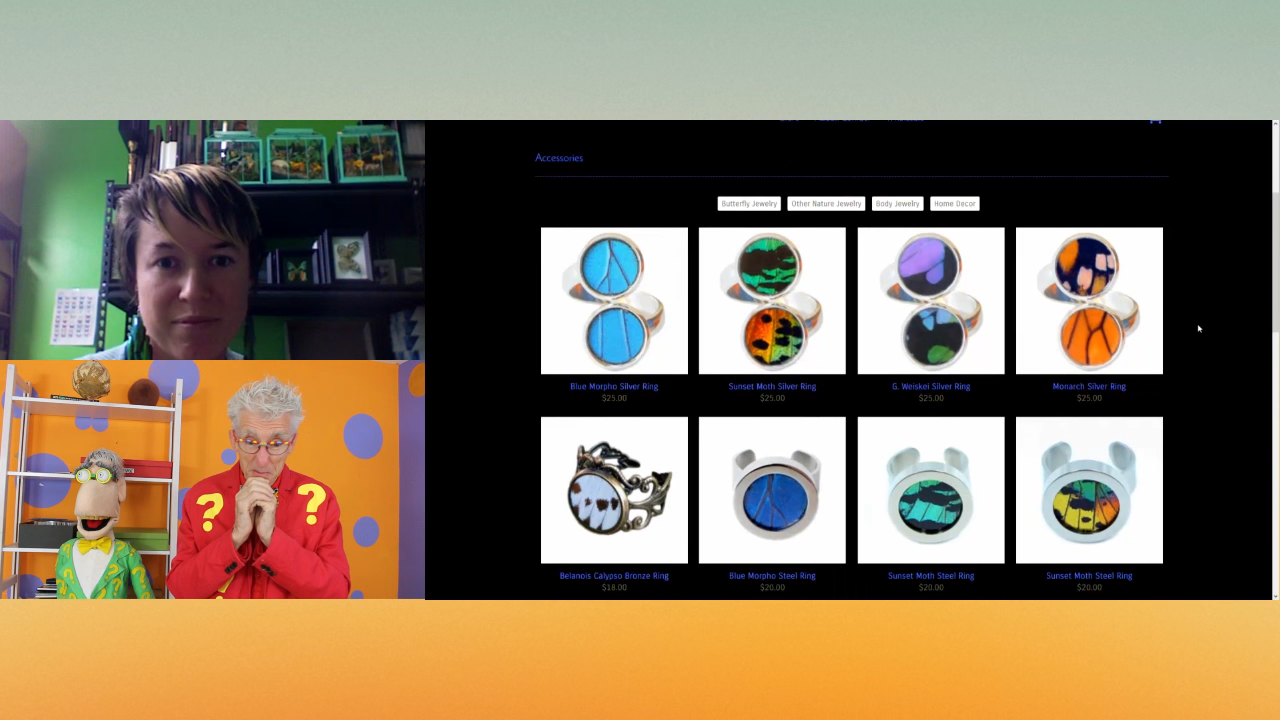 Accessories
Butterfly Jewelry
Other Nature Jewelry
Body Jewelry
Home Decor
Blue Morpho Silver Ring
$25.00
Sunset Moth Silver Ring
$25.00
G. Weiskei Silver Ring
$25.00
Monarch Silver Ring
$25.00
Belanois Calypso Bronze Ring
$18.00
Blue Morpho Steel Ring
$20.00
Sunset Moth Steel Ring
$20.00
Sunset Moth Steel Ring
$20.00
? ?